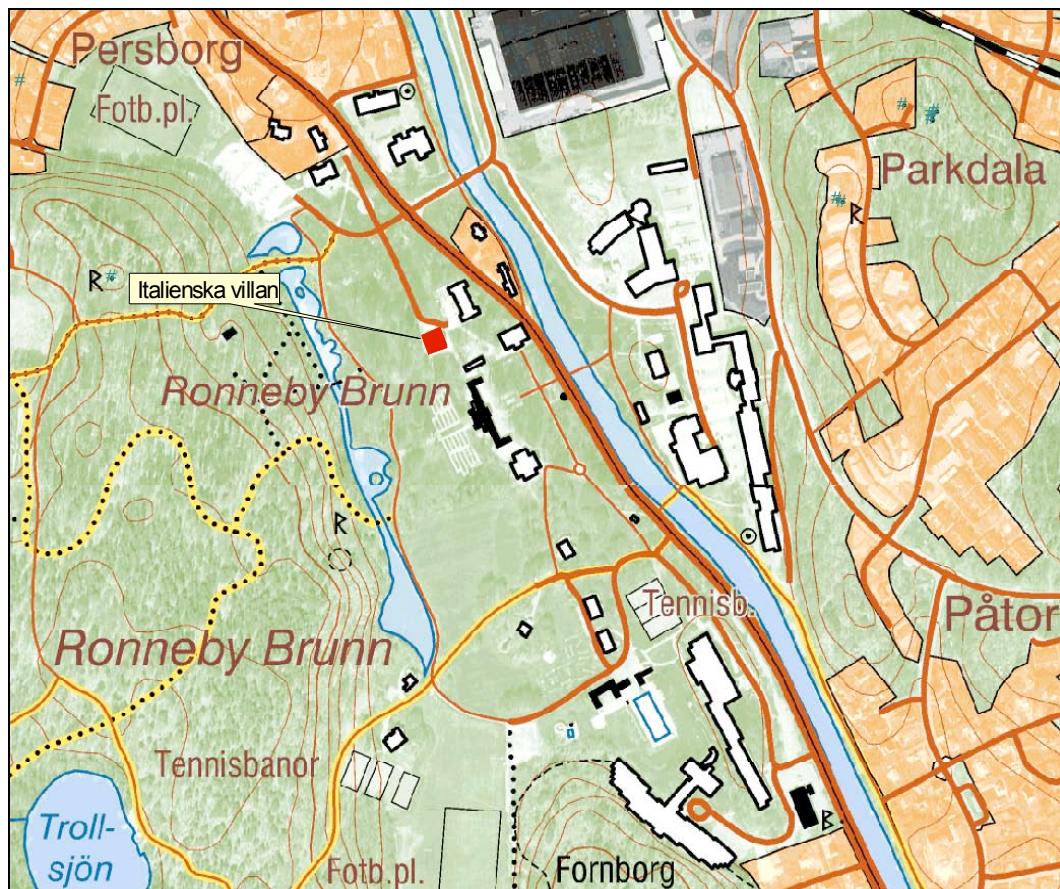 Persborg
Fotb.pl.
Parkdala
R
R
Italienska villan
Ronneby Brunn
R
Tennisb.
Påtor
Ronneby Brunn
Tennisbanor
Troll-
sjön
Fotb.pl.
Fornborg